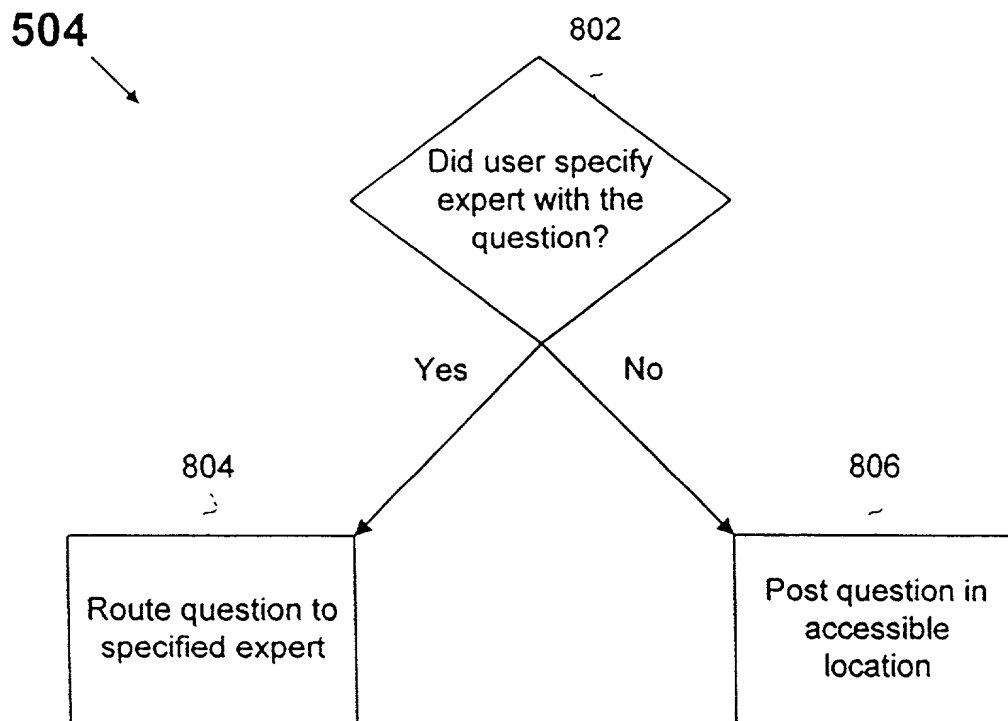 504
802
Did user specify
expert with the
question?
Yes
No
804
806
Route question to
specified expert
Post question in
accessible
location